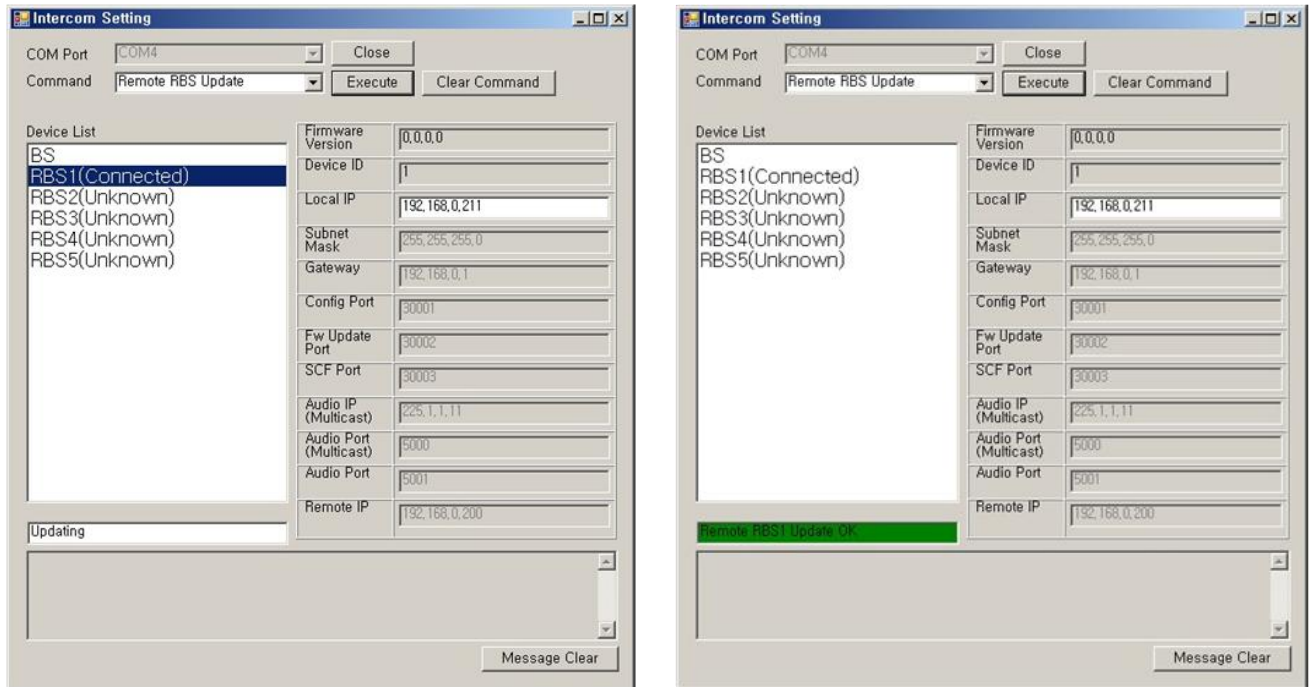 Intercom Setting
COM Port COM4 Close
Command Remote RBS Update Execute Clear Command
Device List
BS
RBS1(Connected)
RBS2(Unknown)
RBS3(Unknown)
RBS4(Unknown)
RBS5(Unknown)
Updating
Firmware
Version 0,0,0,0
Device ID 1
Local IP 192,168,0,211
Subnet
Mask 255,255,255,0
Gateway 192,168,0,1
Config Port 30001
Fw Update
Port 30002
SCF Port 30003
Audio IP
(Multicast) 225,1,1,11
Audio Port
(Multicast) 5000
Audio Port 5001
Remote IP 192,168,0,200
Message Clear
Intercom Setting
COM Port COM4 Close
Command Remote RBS Update Execute Clear Command
Device List
BS
RBS1(Connected)
RBS2(Unknown)
RBS3(Unknown)
RBS4(Unknown)
RBS5(Unknown)
Remote RBS1 Update OK
Firmware
Version 0,0,0,0
Device ID 1
Local IP 192,168,0,211
Subnet
Mask 255,255,255,0
Gateway 192,168,0,1
Config Port 30001
Fw Update
Port 30002
SCF Port 30003
Audio IP
(Multicast) 225,1,1,11
Audio Port
(Multicast) 5000
Audio Port 5001
Remote IP 192,168,0,200
Message Clear